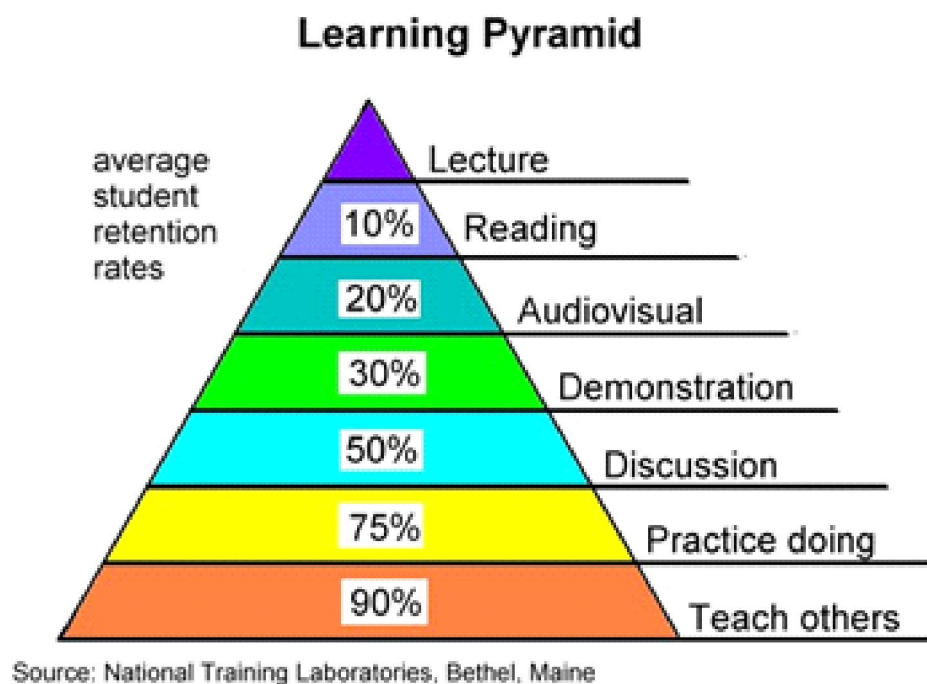 Learning Pyramid
average
student
retention
rates
Lecture
10% Reading
20% Audiovisual
30% Demonstration
50% Discussion
75% Practice doing
90% Teach others
Source: National Training Laboratories, Bethel, Maine